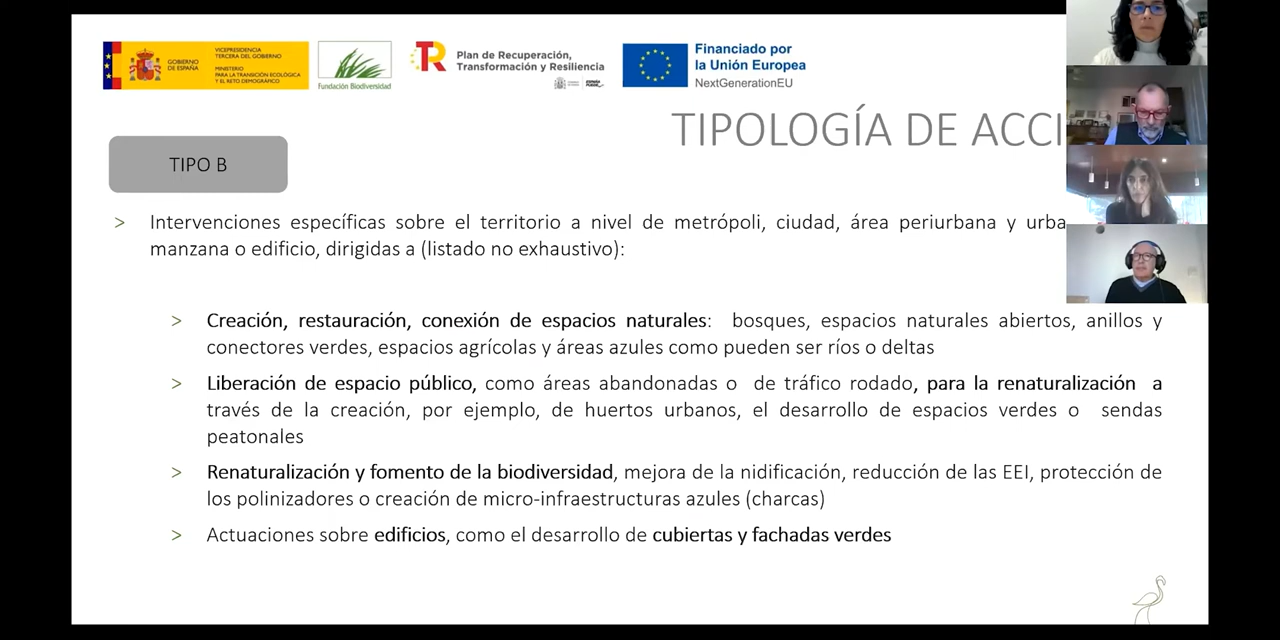 VICEPRESIDENCIA
TERCERA DEL GOBIERNO
GOBIERNO
DE ESPAÑA
MINISTERIO
PARA LA TRANSICIÓN ECOLÓGICA
Y EL RETO DEMOGRÁFICO
Fundación Biodiversidad
TR
Plan de Recuperación,
Transformación y Resiliencia
Financiado por
la Unión Europea
NextGenerationEU
TIPOLOGÍA DE ACCI
TIPO B
> Intervenciones específicas sobre el territorio a nivel de metrópoli, ciudad, área periurbana y urba
manzana o edificio, dirigidas a (listado no exhaustivo):
> Creación, restauración, conexión de espacios naturales: bosques, espacios naturales abiertos, anillos y
conectores verdes, espacios agrícolas y áreas azules como pueden ser ríos o deltas
> Liberación de espacio público, como áreas abandonadas o de tráfico rodado, para la renaturalización a
través de la creación, por ejemplo, de huertos urbanos, el desarrollo de espacios verdes o sendas
peatonales
> Renaturalización y fomento de la biodiversidad, mejora de la nidificación, reducción de las EEI, protección de
los polinizadores o creación de micro-infraestructuras azules (charcas)
> Actuaciones sobre edificios, como el desarrollo de cubiertas y fachadas verdes